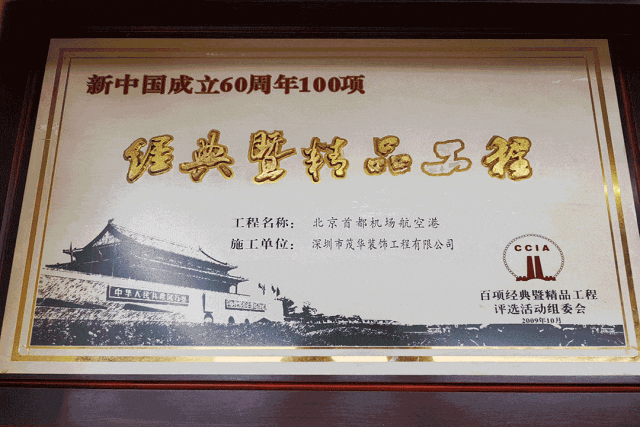 新中国成立60周年100项
经典暨精品工程
工程名称： 北京首都机场航空港
施工单位： 深圳市茂华装饰工程有限公司
CCIA
百项经典暨精品工程
评选活动组委会
2009年10月
中华人民共和国万岁